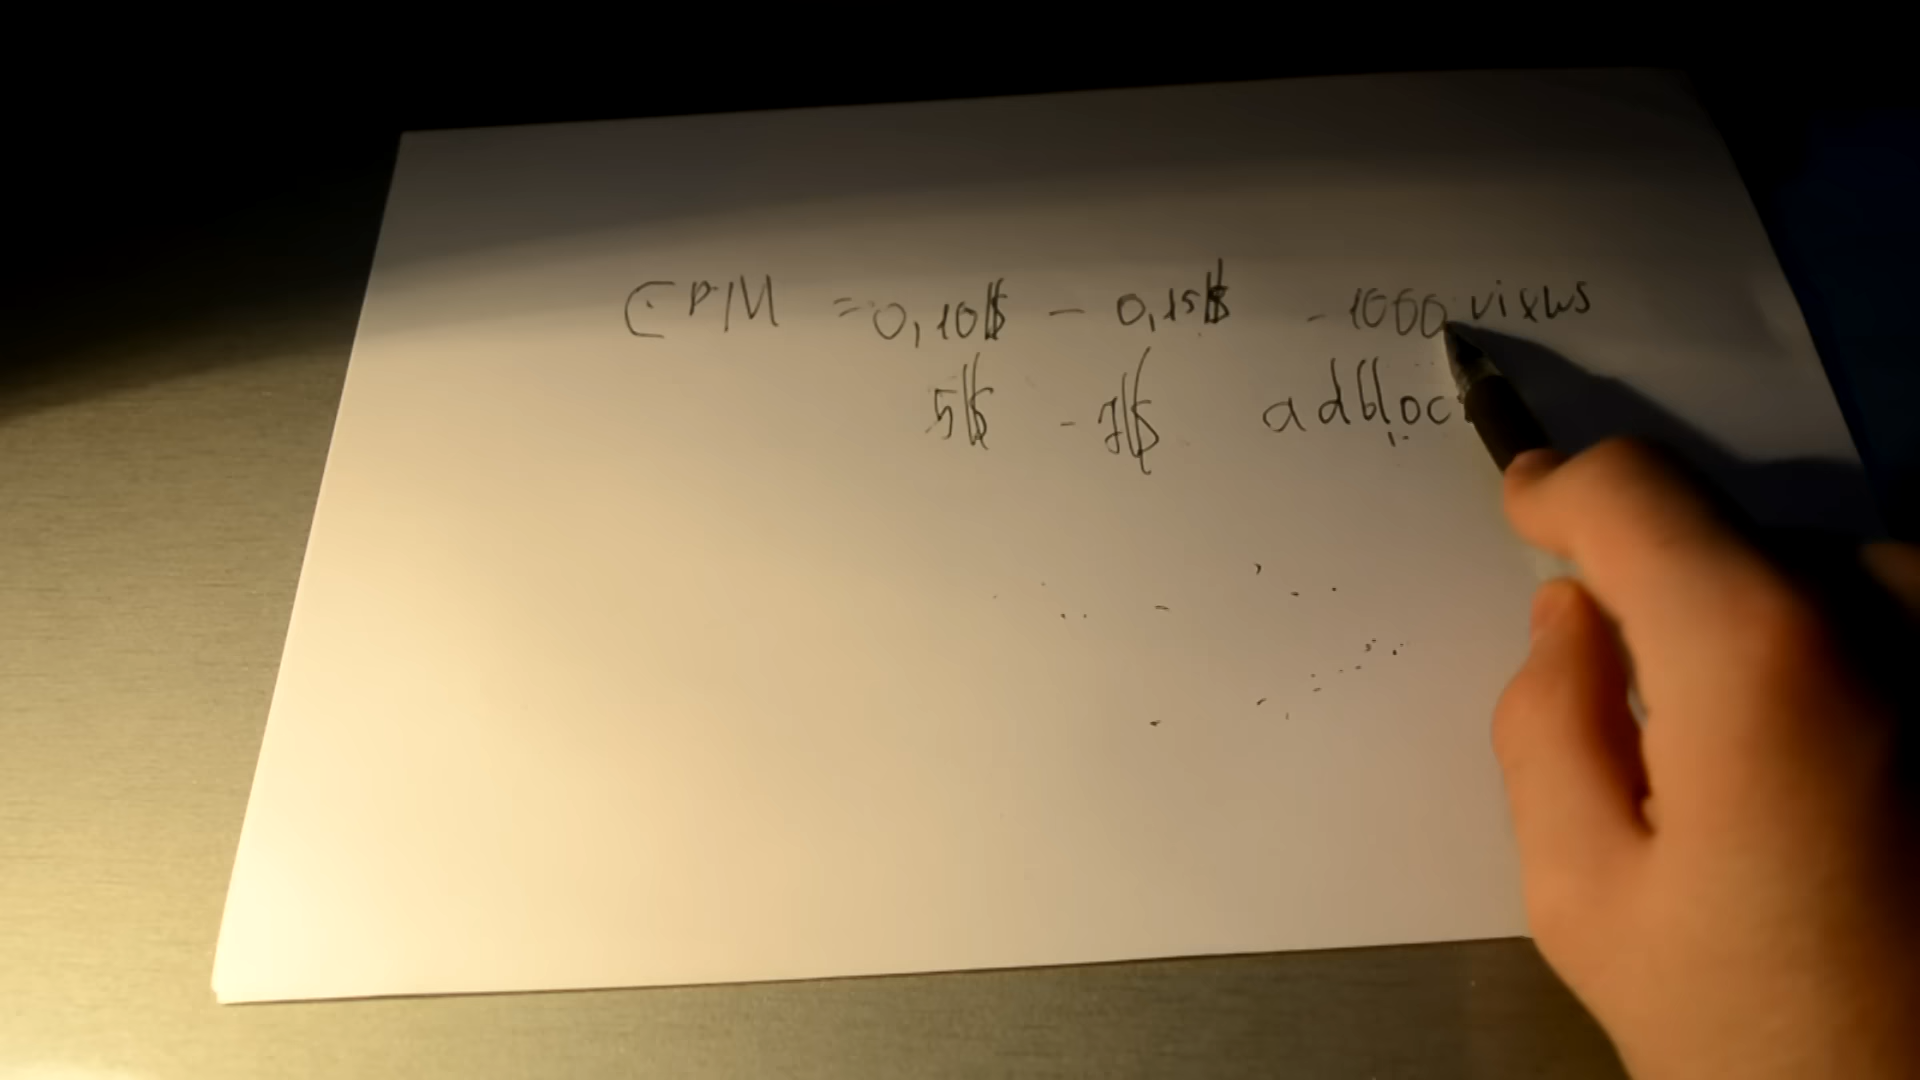 CPM = 0,10$ - 0,15$ - 1000 views
5$ - 7$ adbloc